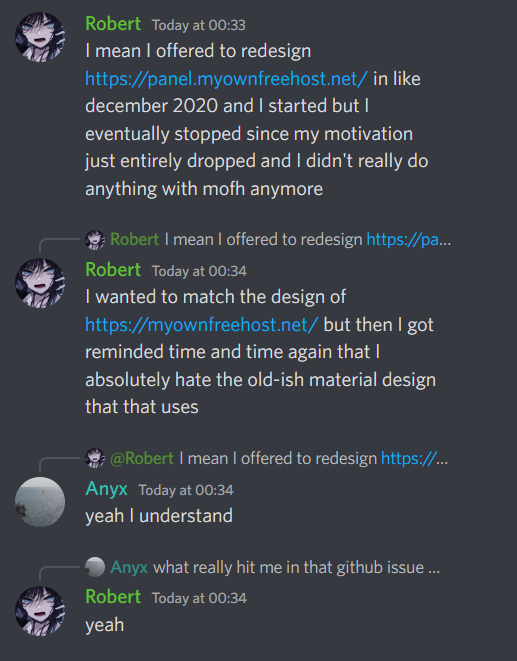 Robert Today at 00:33
I mean I offered to redesign
https://panel.myownfreehost.net/ in like
december 2020 and I started but I
eventually stopped since my motivation
just entirely dropped and I didn't really do
anything with mofh anymore
Robert I mean I offered to redesign https://pa...
Robert Today at 00:34
I wanted to match the design of
https://myownfreehost.net/ but then I got
reminded time and time again that I
absolutely hate the old-ish material design
that that uses
@Robert I mean I offered to redesign https://...
Anyx Today at 00:34
yeah I understand
Anyx what really hit me in that github issue ...
Robert Today at 00:34
yeah